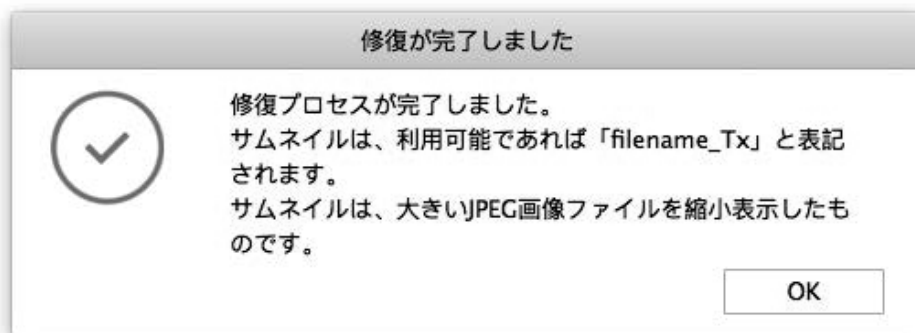 修復が完了しました
修復プロセスが完了しました。
サムネイルは、利用可能であれば「filename_Tx」と表記
されます。
サムネイルは、大きいJPEG画像ファイルを縮小表示したも
のです。
OK